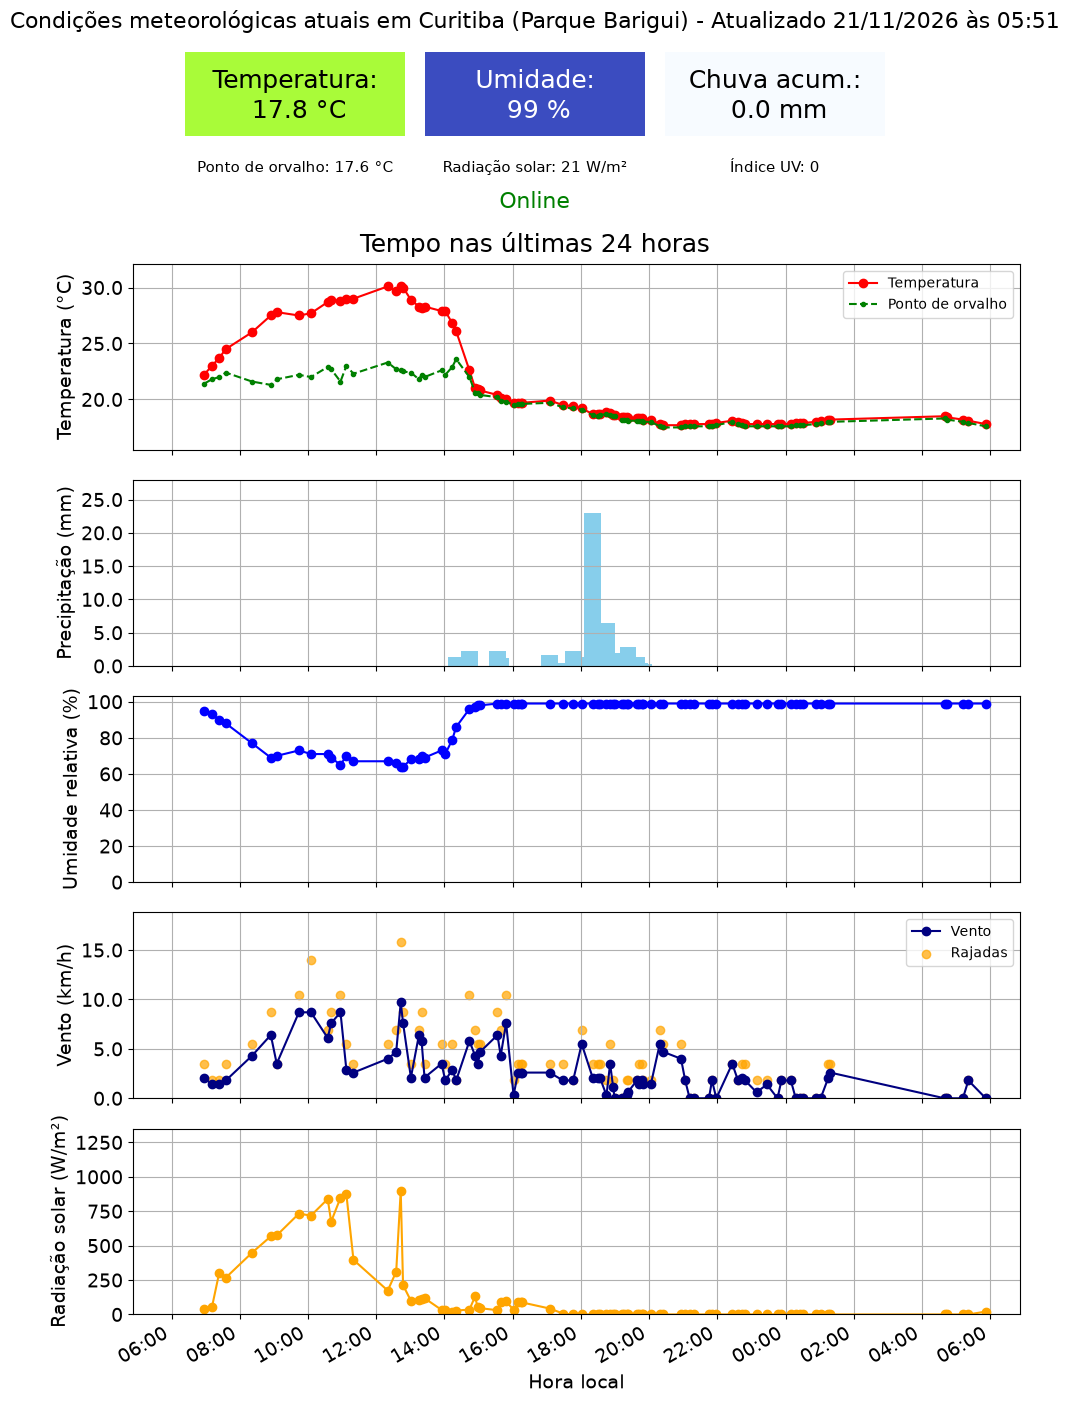 Condições meteorológicas atuais em Curitiba (Parque Barigui) - Atualizado 21/11/2026 às 05:51
Temperatura:
17.8 °C
Umidade:
99 %
Chuva acum.:
0.0 mm
Ponto de orvalho: 17.6 °C
Radiação solar: 21 W/m²
Índice UV: 0
Online
Tempo nas últimas 24 horas
Temperatura (°C)
30.0
25.0
20.0
Temperatura
Ponto de orvalho
Precipitação (mm)
25.0
20.0
15.0
10.0
5.0
0.0
Umidade relativa (%)
100
80
60
40
20
0
Vento (km/h)
15.0
10.0
5.0
0.0
Vento
Rajadas
Radiação solar (W/m²)
1250
1000
750
500
250
0
06:00
08:00
10:00
12:00
14:00
16:00
18:00
20:00
22:00
00:00
02:00
04:00
06:00
Hora local